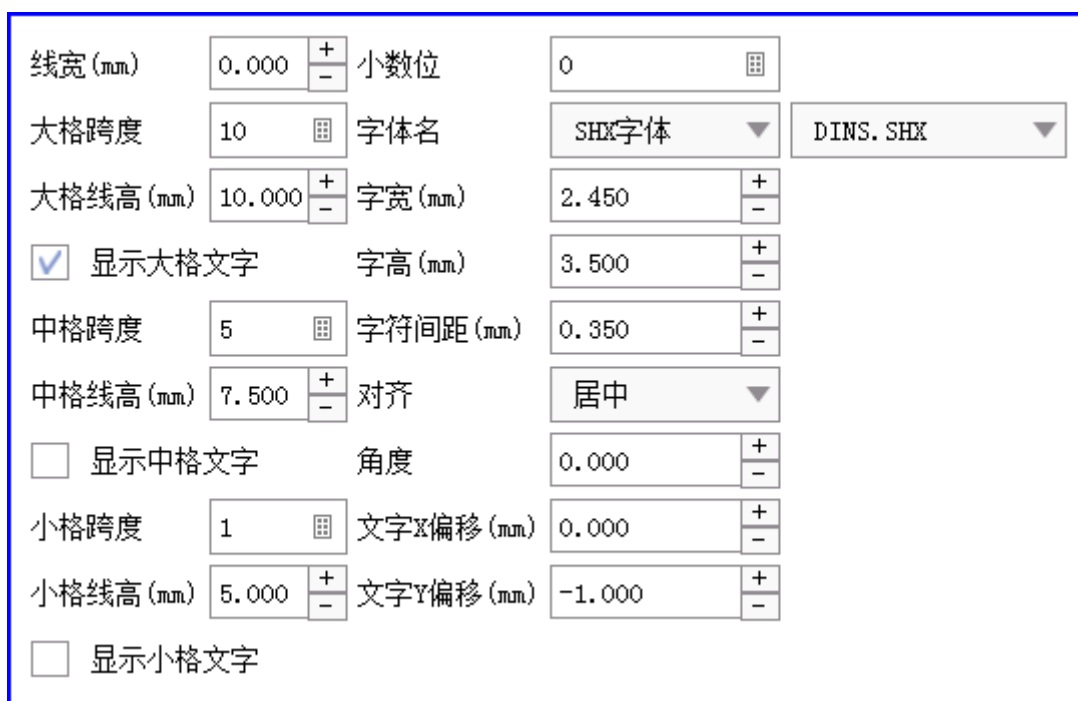 线宽(mm) 0.000 + - 小数位 0
大格跨度 10 字体名 SHX字体 DINS.SHX
大格线高(mm) 10.000 + - 字宽(mm) 2.450 + -
显示大格文字 字高(mm) 3.500 + -
中格跨度 5 字符间距(mm) 0.350 + -
中格线高(mm) 7.500 + - 对齐 居中
显示中格文字 角度 0.000 + -
小格跨度 1 文字X偏移(mm) 0.000 + -
小格线高(mm) 5.000 + - 文字Y偏移(mm) -1.000 + -
显示小格文字